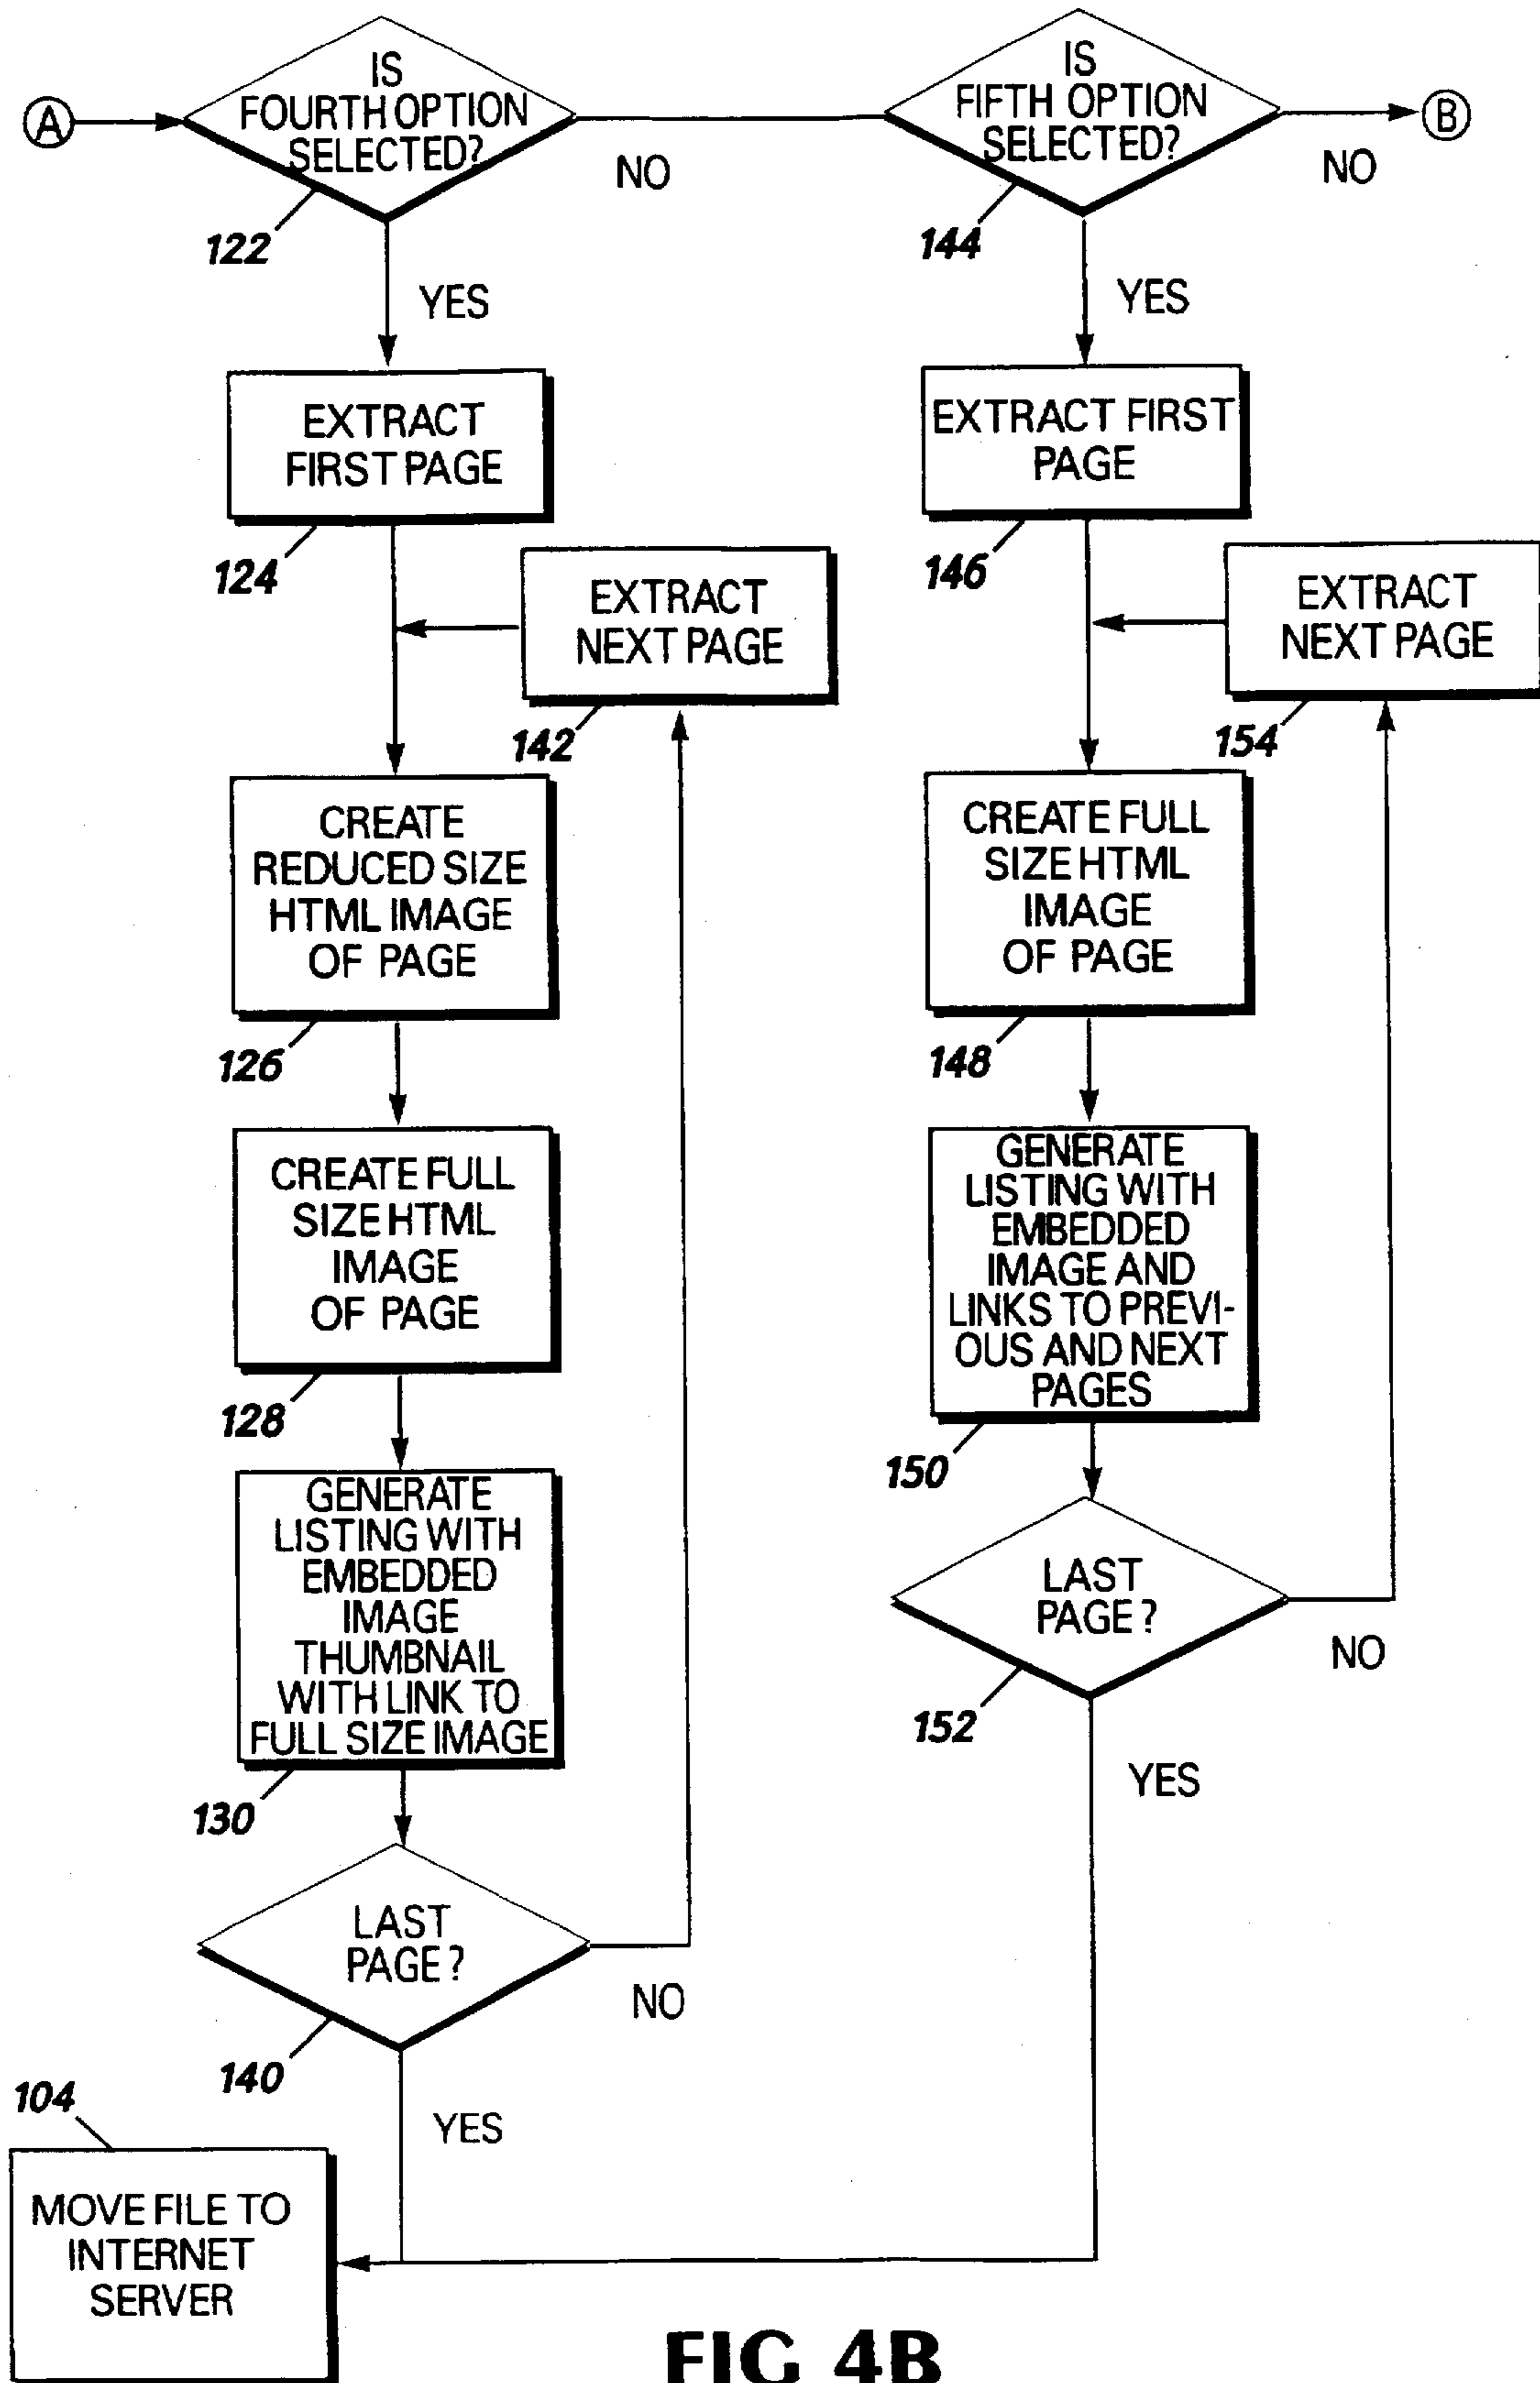 A
IS
FOURTH OPTION
SELECTED?
122
NO
YES
IS
FIFTH OPTION
SELECTED?
144
NO
B
YES
EXTRACT
FIRST PAGE
124
EXTRACT
NEXT PAGE
142
CREATE
REDUCED SIZE
HTML IMAGE
OF PAGE
126
CREATE FULL
SIZE HTML
IMAGE
OF PAGE
128
GENERATE
LISTING WITH
EMBEDDED
IMAGE
THUMBNAIL
WITH LINK TO
FULL SIZE IMAGE
130
LAST
PAGE?
140
NO
YES
EXTRACT FIRST
PAGE
146
EXTRACT
NEXT PAGE
154
CREATE FULL
SIZE HTML
IMAGE
OF PAGE
148
GENERATE
LISTING WITH
EMBEDDED
IMAGE AND
LINKS TO PREVI-
OUS AND NEXT
PAGES
150
LAST
PAGE?
152
NO
YES
104
MOVE FILE TO
INTERNET
SERVER
FIG 4B